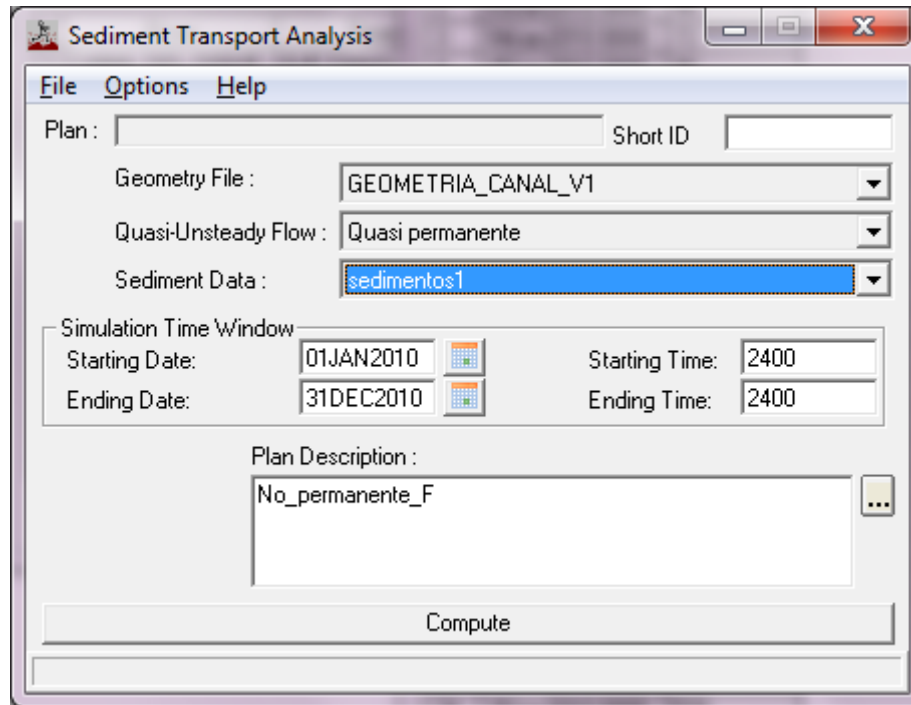 Sediment Transport Analysis
File Options Help
Plan : Short ID
Geometry File : GEOMETRIA_CANAL_V1
Quasi-Unsteady Flow : Quasi permanente
Sediment Data : sedimentos1
Simulation Time Window
Starting Date: 01JAN2010 Starting Time: 2400
Ending Date: 31DEC2010 Ending Time: 2400
Plan Description :
No_permanente_F
...
Compute